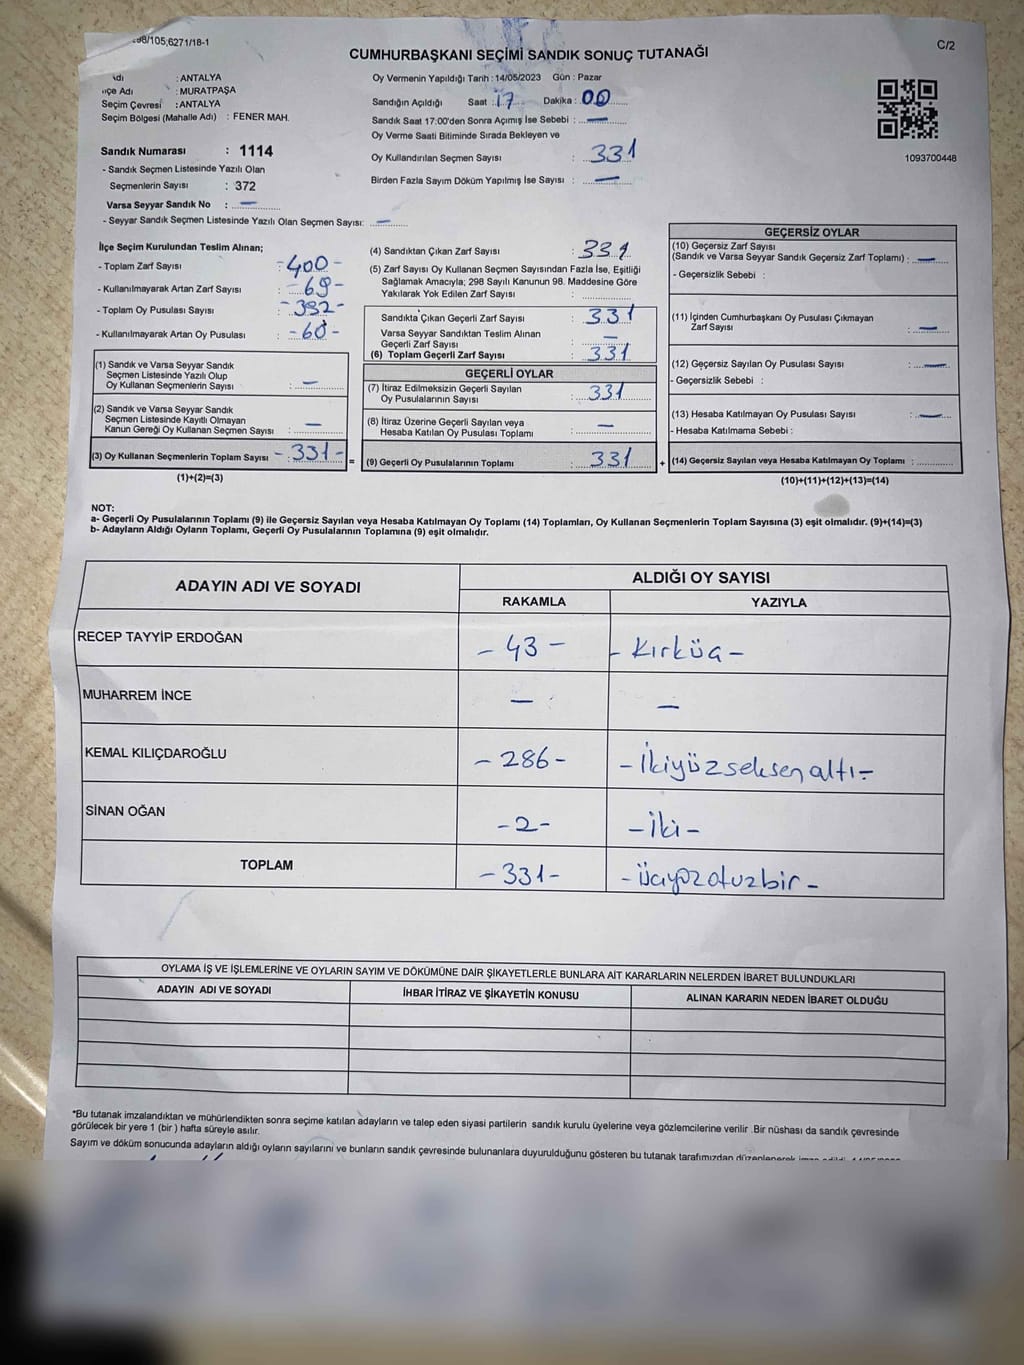 98/105,6271/18-1
C/2
CUMHURBAŞKANI SEÇİMİ SANDIK SONUÇ TUTANAĞI
: ANTALYA
İlçe Adı : MURATPAŞA
Seçim Çevresi : ANTALYA
Seçim Bölgesi (Mahalle Adı) : FENER MAH.
Sandık Numarası : 1114
- Sandık Seçmen Listesinde Yazılı Olan
Seçmenlerin Sayısı : 372
Varsa Seyyar Sandık No : —
- Seyyar Sandık Seçmen Listesinde Yazılı Olan Seçmen Sayısı: —
Oy Vermenin Yapıldığı Tarih : 14/05/2023 Gün : Pazar
Sandığın Açıldığı Saat : 17 Dakika : 00
Sandık Saat 17:00'den Sonra Açımış İse Sebebi : —
Oy Verme Saati Bitiminde Sırada Bekleyen ve
Oy Kullandırılan Seçmen Sayısı : 331
Birden Fazla Sayım Döküm Yapılmış İse Sayısı : —
1093700448
İlçe Seçim Kurulundan Teslim Alınan;
- Toplam Zarf Sayısı : -400-
- Kullanılmayarak Artan Zarf Sayısı : -69-
- Toplam Oy Pusulası Sayısı :
- Kullanılmayarak Artan Oy Pusulası :
(1) Sandık ve Varsa Seyyar Sandık
Seçmen Listesinde Yazılı Olup
Oy Kullanan Seçmenlerin Sayısı : —
(2) Sandık ve Varsa Seyyar Sandık
Seçmen Listesinde Kayıtlı Olmayan
Kanun Gereği Oy Kullanan Seçmen Sayısı : —
(3) Oy Kullanan Seçmenlerin Toplam Sayısı - 331 - =
(1)+(2)=(3)
(4) Sandıktan Çıkan Zarf Sayısı : 331
(5) Zarf Sayısı Oy Kullanan Seçmen Sayısından Fazla İse, Eşitliği
Sağlamak Amacıyla; 298 Sayılı Kanunun 98. Maddesine Göre
Yakılarak Yok Edilen Zarf Sayısı :
Sandıkta Çıkan Geçerli Zarf Sayısı : 331
Varsa Seyyar Sandıktan Teslim Alınan
Geçerli Zarf Sayısı : —
(6) Toplam Geçerli Zarf Sayısı : 331
GEÇERLİ OYLAR
(7) İtiraz Edilmeksizin Geçerli Sayılan
Oy Pusulalarının Sayısı : 331
(8) İtiraz Üzerine Geçerli Sayılan veya
Hesaba Katılan Oy Pusulası Toplamı : —
(9) Geçerli Oy Pusulalarının Toplamı : 331 +
GEÇERSİZ OYLAR
(10) Geçersiz Zarf Sayısı
(Sandık ve Varsa Seyyar Sandık Geçersiz Zarf Toplamı) : —
- Geçersizlik Sebebi :
(11) İçinden Cumhurbaşkanı Oy Pusulası Çıkmayan
Zarf Sayısı : —
(12) Geçersiz Sayılan Oy Pusulası Sayısı : —
- Geçersizlik Sebebi :
(13) Hesaba Katılmayan Oy Pusulası Sayısı : —
- Hesaba Katılmama Sebebi :
(14) Geçersiz Sayılan veya Hesaba Katılmayan Oy Toplamı :
(10)+(11)+(12)+(13)=(14)
NOT:
a- Geçerli Oy Pusulalarının Toplamı (9) ile Geçersiz Sayılan veya Hesaba Katılmayan Oy Toplamı (14) Toplamları, Oy Kullanan Seçmenlerin Toplam Sayısına (3) eşit olmalıdır. (9)+(14)=(3)
b- Adayların Aldığı Oyların Toplamı, Geçerli Oy Pusulalarının Toplamına (9) eşit olmalıdır.
ADAYIN ADI VE SOYADI
ALDIĞI OY SAYISI
RAKAMLA YAZIYLA
RECEP TAYYİP ERDOĞAN - 43 - - Kırküç -
MUHARREM İNCE — —
KEMAL KILIÇDAROĞLU - 286 - - İkiyüzseksenaltı -
SİNAN OĞAN -2- -İki-
TOPLAM -331- - üçyüzotuzbir -
OYLAMA İŞ VE İŞLEMLERİNE VE OYLARIN SAYIM VE DÖKÜMÜNE DAİR ŞİKAYETLERLE BUNLARA AİT KARARLARIN NELERDEN İBARET BULUNDUKLARI
ADAYIN ADI VE SOYADI İHBAR İTİRAZ VE ŞİKAYETİN KONUSU ALINAN KARARIN NEDEN İBARET OLDUĞU
*Bu tutanak imzalandıktan ve mühürlendikten sonra seçime katılan adayların ve talep eden siyasi partilerin sandık kurulu üyelerine veya gözlemcilerine verilir .Bir nüshası da sandık çevresinde
görülecek bir yere 1 (bir ) hafta süreyle asılır.
Sayım ve döküm sonucunda adayların aldığı oyların sayılarını ve bunların sandık çevresinde bulunanlara duyurulduğunu gösteren bu tutanak tarafımızdan düzenlenerek